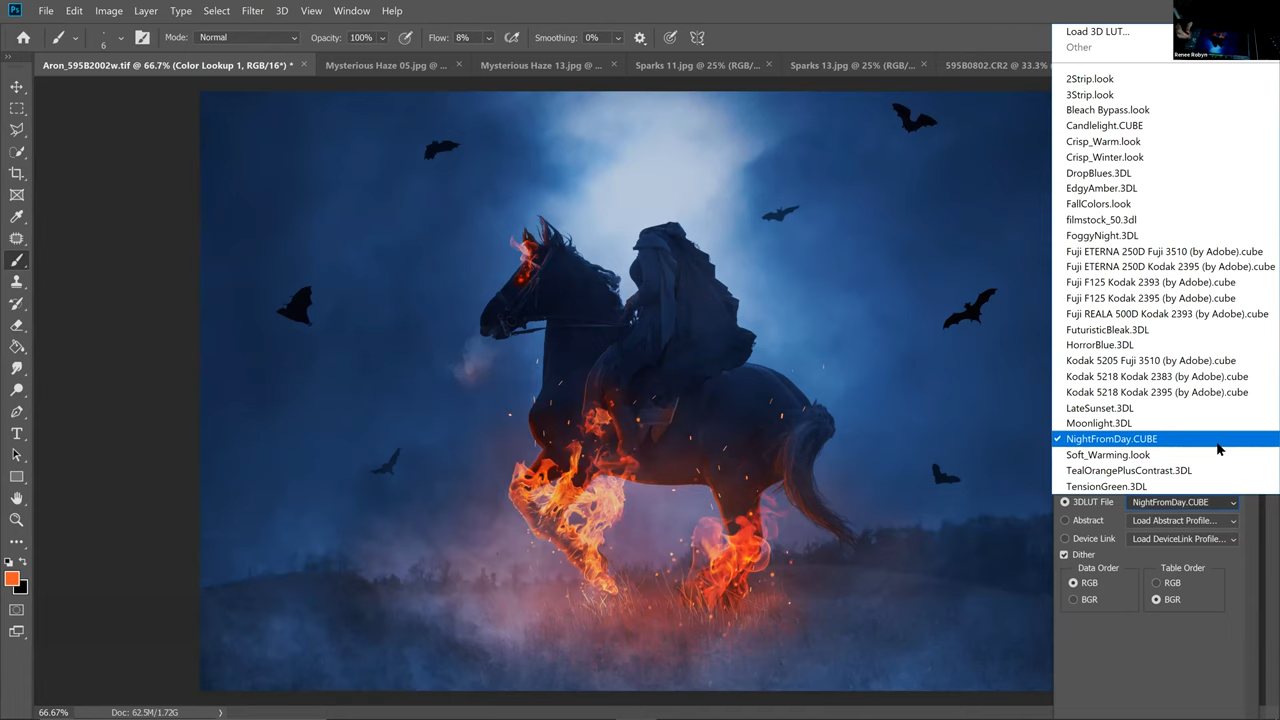 Ps File Edit Image Layer Type Select Filter 3D View Window Help
6 Mode: Normal Opacity: 100% Flow: 8% Smoothing: 0%
Aron_595B2002w.tif @ 66.7% (Color Lookup 1, RGB/16*) * × Mysterious Haze 05.jpg @ ... × ious Haze 13.jpg @ ... × Sparks 11.jpg @ 25% (RGB/... × Sparks 13.jpg @ 25% (RGB/... × 595B0802.CR2 @ 33.3%
Renee Robyn
Load 3D LUT...
Other
2Strip.look
3Strip.look
Bleach Bypass.look
Candlelight.CUBE
Crisp_Warm.look
Crisp_Winter.look
DropBlues.3DL
EdgyAmber.3DL
FallColors.look
filmstock_50.3dl
FoggyNight.3DL
Fuji ETERNA 250D Fuji 3510 (by Adobe).cube
Fuji ETERNA 250D Kodak 2395 (by Adobe).cube
Fuji F125 Kodak 2393 (by Adobe).cube
Fuji F125 Kodak 2395 (by Adobe).cube
Fuji REALA 500D Kodak 2393 (by Adobe).cube
FuturisticBleak.3DL
HorrorBlue.3DL
Kodak 5205 Fuji 3510 (by Adobe).cube
Kodak 5218 Kodak 2383 (by Adobe).cube
Kodak 5218 Kodak 2395 (by Adobe).cube
LateSunset.3DL
Moonlight.3DL
NightFromDay.CUBE
Soft_Warming.look
TealOrangePlusContrast.3DL
TensionGreen.3DL
3DLUT File NightFromDay.CUBE
Abstract Load Abstract Profile...
Device Link Load DeviceLink Profile...
Dither
Data Order Table Order
RGB RGB
BGR BGR
66.67% Doc: 62.5M/1.72G